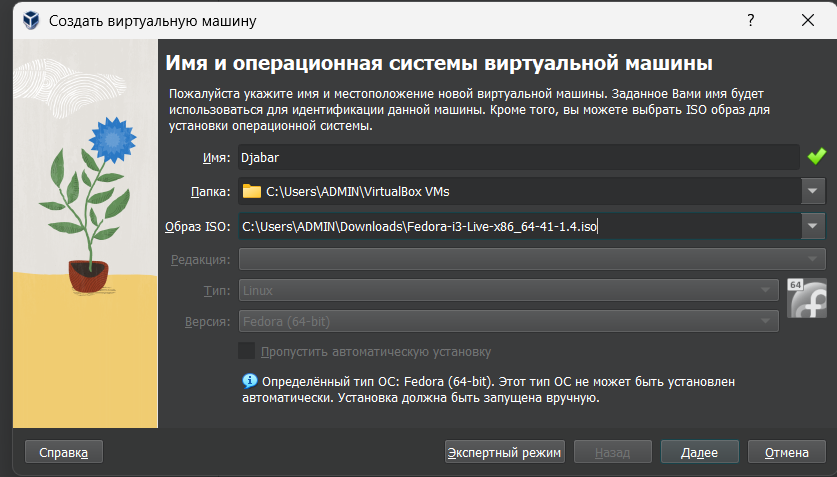 Создать виртуальную машину
?
Имя и операционная системы виртуальной машины
Пожалуйста укажите имя и местоположение новой виртуальной машины. Заданное Вами имя будет
использоваться для идентификации данной машины. Кроме того, вы можете выбрать ISO образ для
установки операционной системы.
Имя: Djabar
Папка: C:\Users\ADMIN\VirtualBox VMs
Образ ISO: C:\Users\ADMIN\Downloads\Fedora-i3-Live-x86_64-41-1.4.iso
Редакция:
Тип: Linux
64
Версия: Fedora (64-bit)
Пропустить автоматическую установку
Определённый тип ОС: Fedora (64-bit). Этот тип ОС не может быть установлен
автоматически. Установка должна быть запущена вручную.
Справка Экспертный режим Назад Далее Отмена